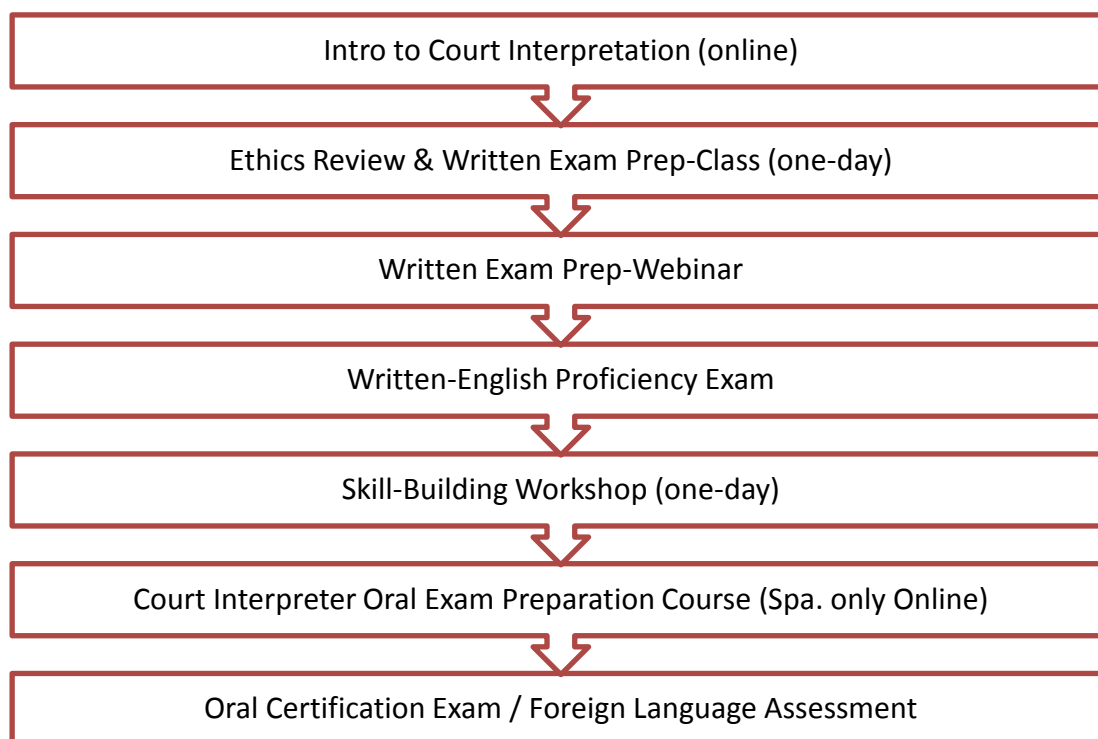 Intro to Court Interpretation (online)
Ethics Review & Written Exam Prep-Class (one-day)
Written Exam Prep-Webinar
Written-English Proficiency Exam
Skill-Building Workshop (one-day)
Court Interpreter Oral Exam Preparation Course (Spa. only Online)
Oral Certification Exam / Foreign Language Assessment